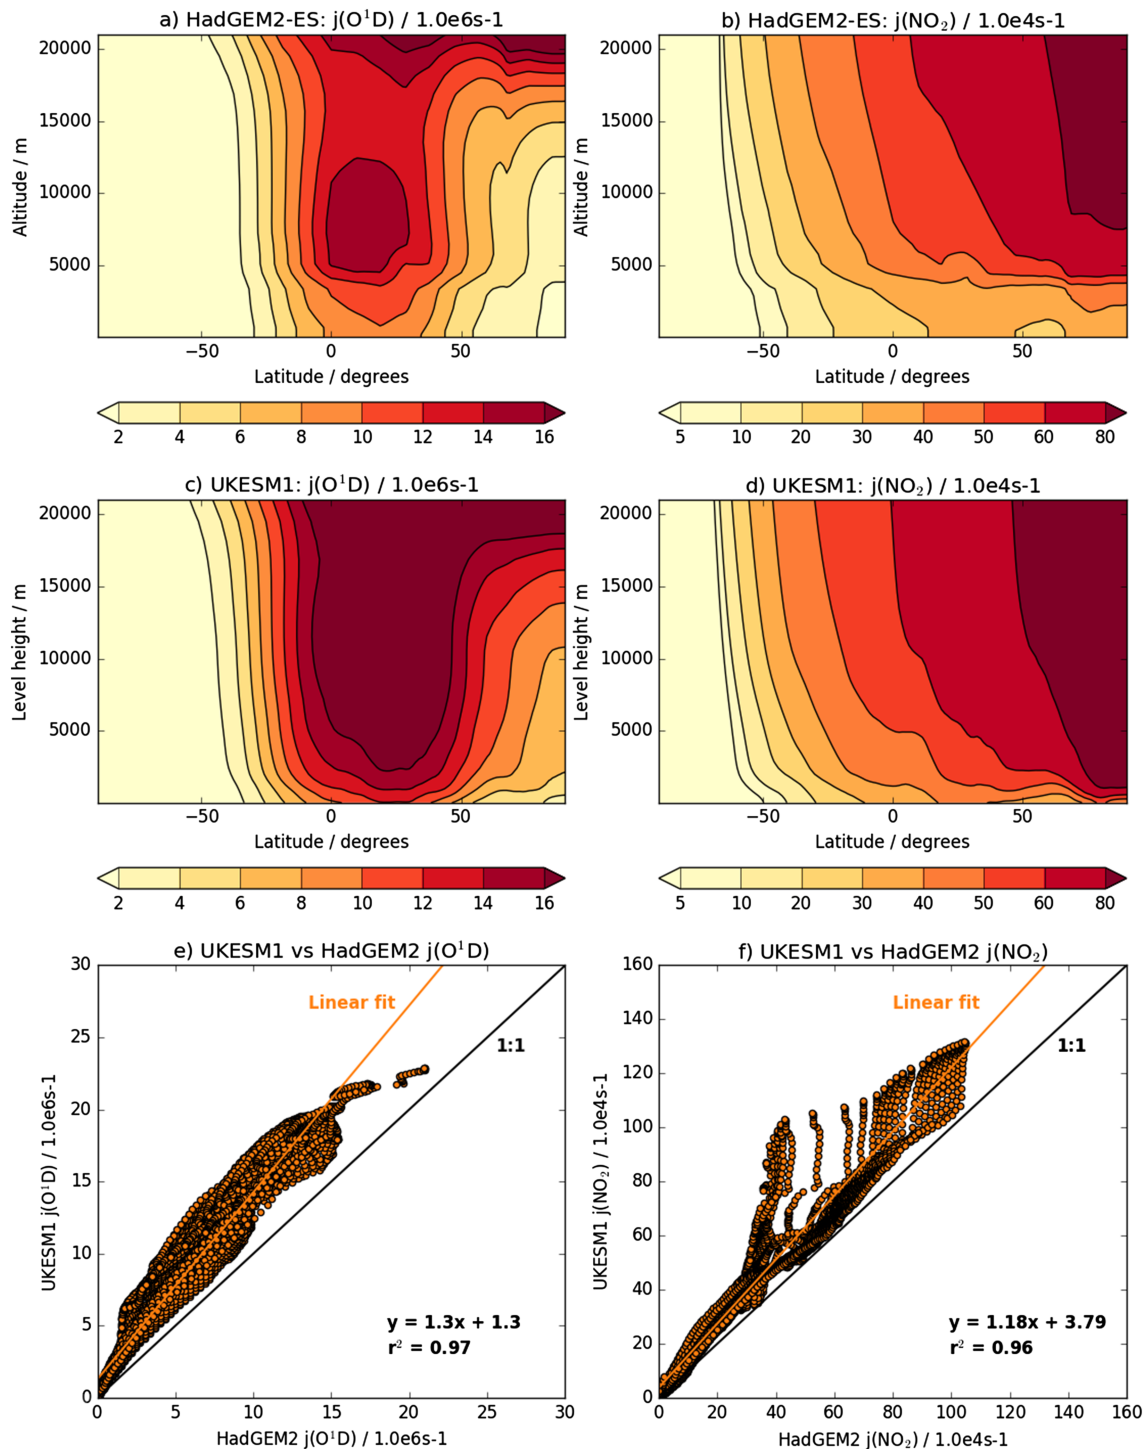 a) HadGEM2-ES: j(O¹D) / 1.0e6s-1
20000
15000
10000
5000
Altitude / m
−50 0 50
Latitude / degrees
2 4 6 8 10 12 14 16
b) HadGEM2-ES: j(NO₂) / 1.0e4s-1
20000
15000
10000
5000
Altitude / m
−50 0 50
Latitude / degrees
5 10 20 30 40 50 60 80
c) UKESM1: j(O¹D) / 1.0e6s-1
20000
15000
10000
5000
Level height / m
−50 0 50
Latitude / degrees
2 4 6 8 10 12 14 16
d) UKESM1: j(NO₂) / 1.0e4s-1
20000
15000
10000
5000
Level height / m
−50 0 50
Latitude / degrees
5 10 20 30 40 50 60 80
e) UKESM1 vs HadGEM2 j(O¹D)
30
25
20
15
10
5
0
UKESM1 j(O¹D) / 1.0e6s-1
Linear fit
1:1
y = 1.3x + 1.3
r² = 0.97
0 5 10 15 20 25 30
HadGEM2 j(O¹D) / 1.0e6s-1
f) UKESM1 vs HadGEM2 j(NO₂)
160
140
120
100
80
60
40
20
0
UKESM1 j(NO₂) / 1.0e4s-1
Linear fit
1:1
y = 1.18x + 3.79
r² = 0.96
0 20 40 60 80 100 120 140 160
HadGEM2 j(NO₂) / 1.0e4s-1